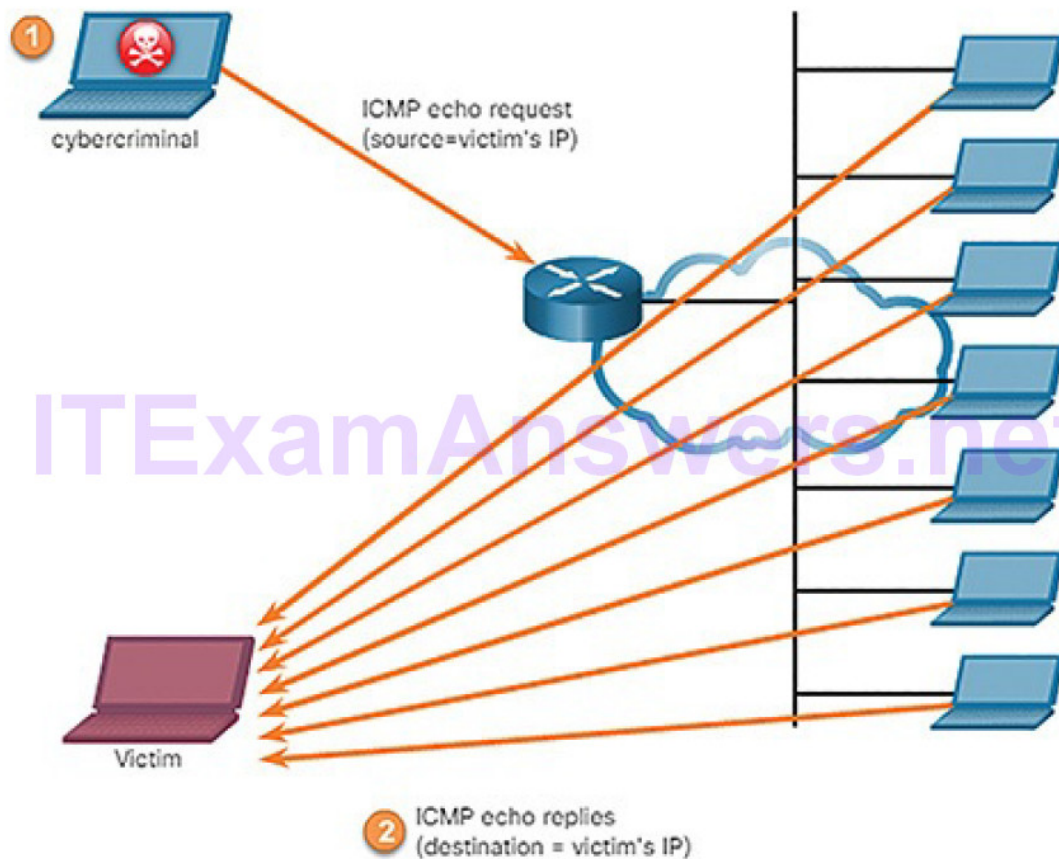 1
cybercriminal
ICMP echo request
(source=victim's IP)
ITExamAnswers.net
Victim
2 ICMP echo replies
(destination = victim's IP)